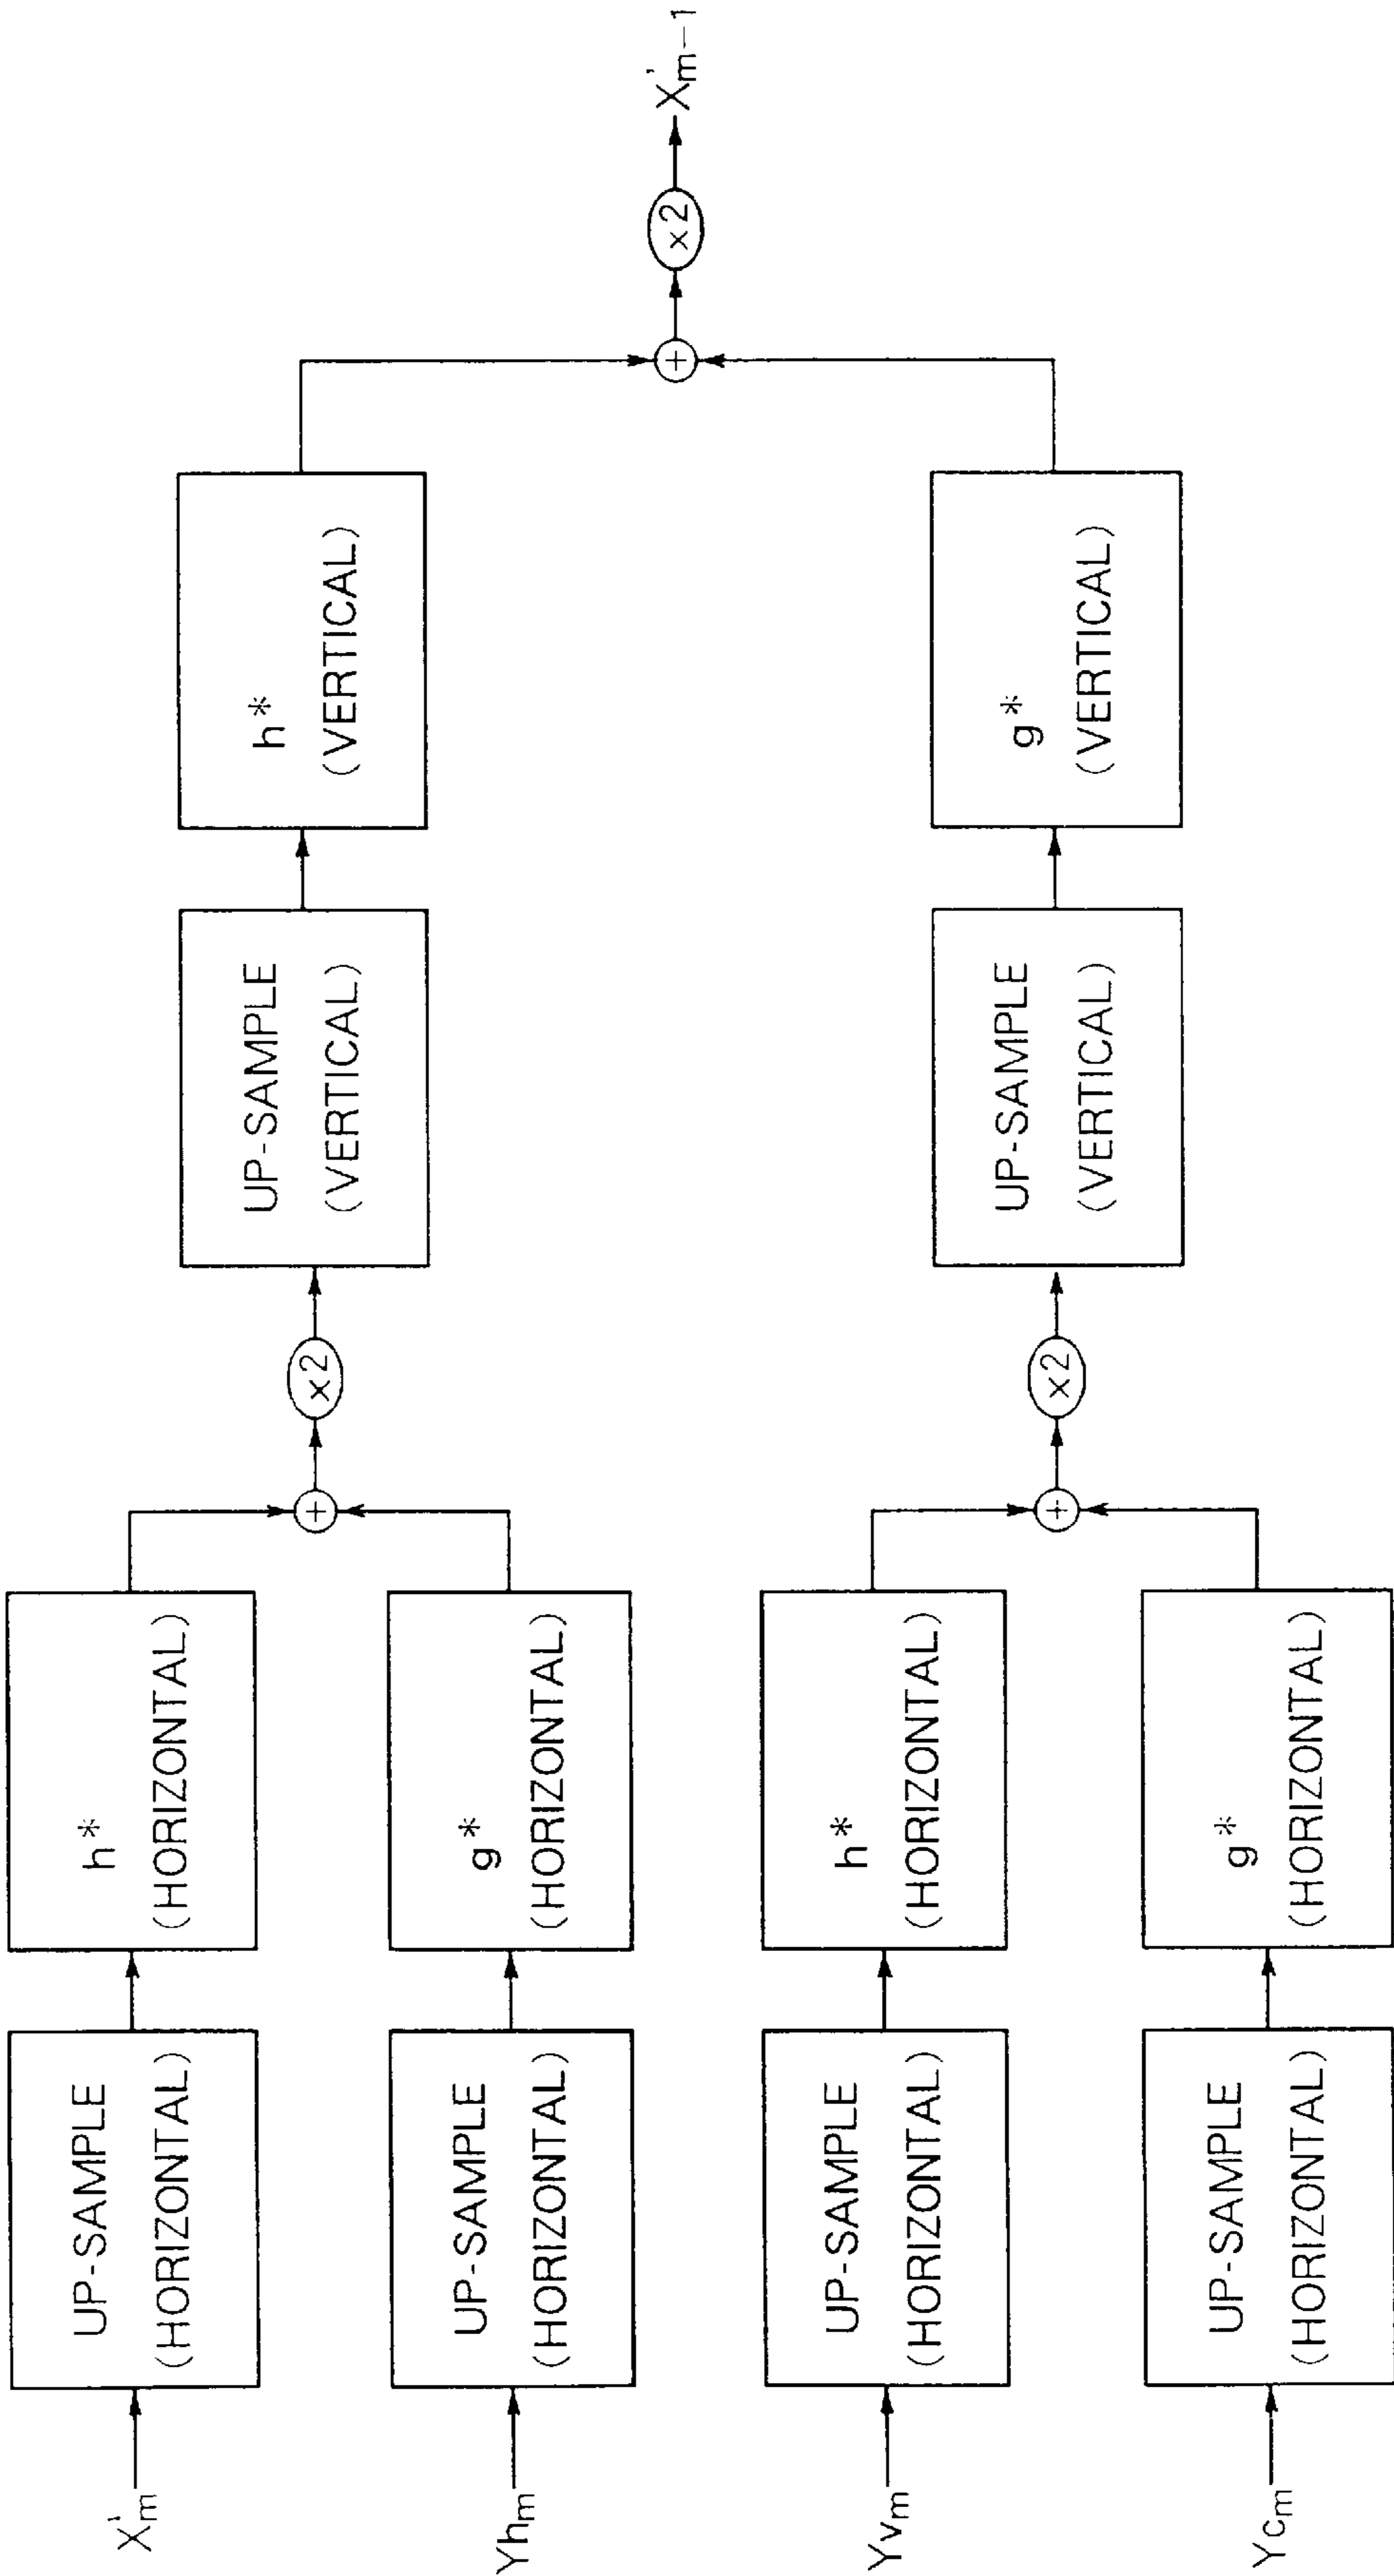 X'm
UP-SAMPLE
(HORIZONTAL)
h*
(HORIZONTAL)
+
×2
UP-SAMPLE
(VERTICAL)
h*
(VERTICAL)
Yhm
UP-SAMPLE
(HORIZONTAL)
g*
(HORIZONTAL)
+
×2
X'm-1
Yvm
UP-SAMPLE
(HORIZONTAL)
h*
(HORIZONTAL)
+
×2
UP-SAMPLE
(VERTICAL)
g*
(VERTICAL)
Ycm
UP-SAMPLE
(HORIZONTAL)
g*
(HORIZONTAL)